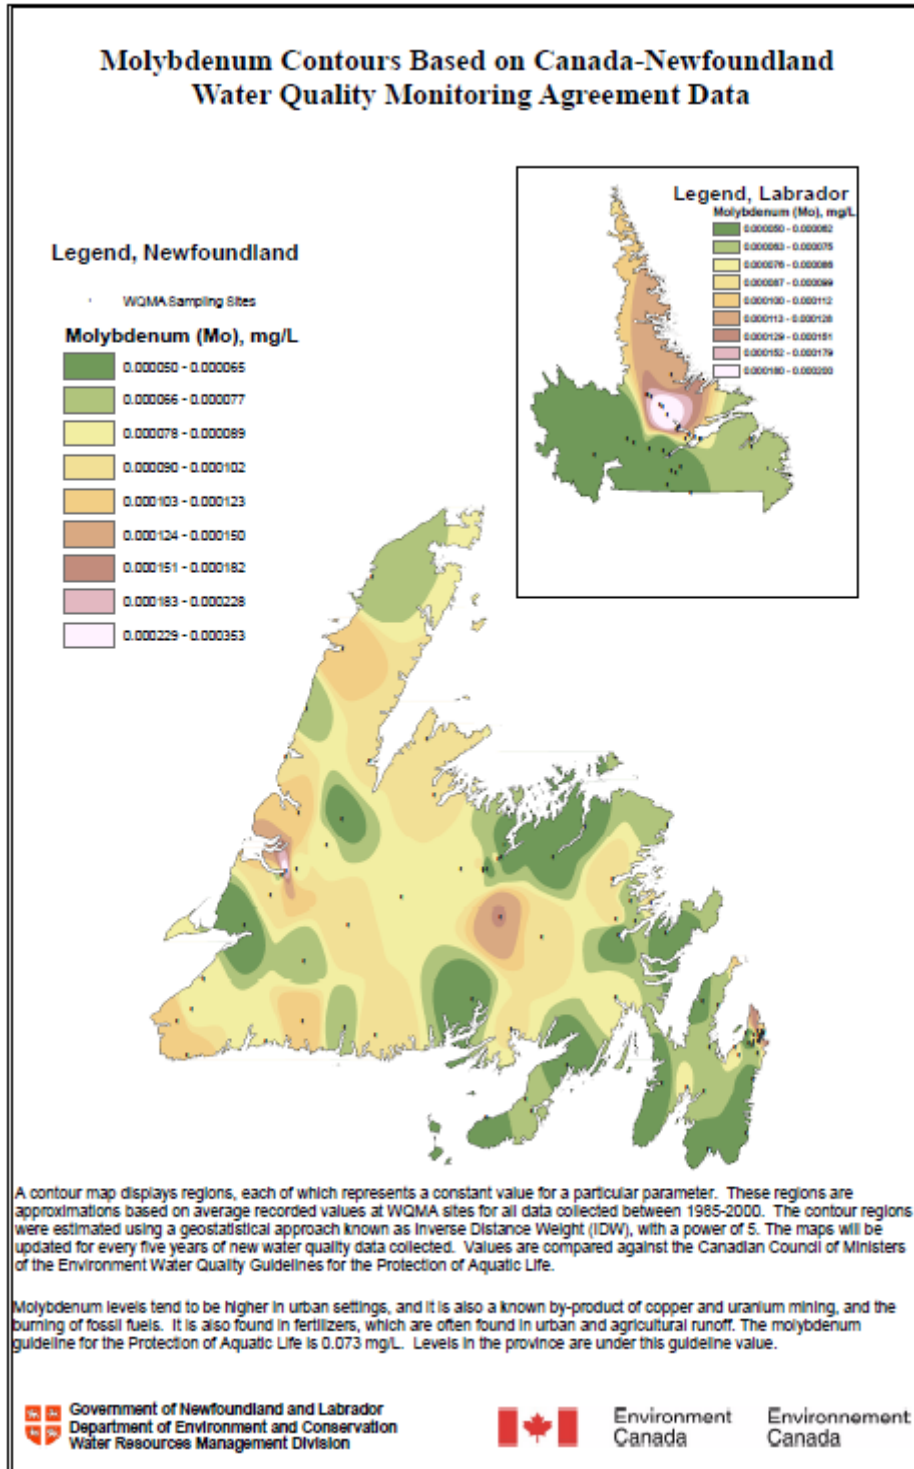 Molybdenum Contours Based on Canada-Newfoundland
Water Quality Monitoring Agreement Data
Legend, Labrador
Molybdenum (Mo), mg/L
0.000050 - 0.000062
0.000063 - 0.000075
0.000076 - 0.000086
0.000087 - 0.000099
0.000100 - 0.000112
0.000113 - 0.000128
0.000129 - 0.000151
0.000152 - 0.000179
0.000180 - 0.000200
Legend, Newfoundland
WQMA Sampling Sites
Molybdenum (Mo), mg/L
0.000050 - 0.000065
0.000066 - 0.000077
0.000078 - 0.000089
0.000090 - 0.000102
0.000103 - 0.000123
0.000124 - 0.000150
0.000151 - 0.000182
0.000183 - 0.000228
0.000229 - 0.000353
A contour map displays regions, each of which represents a constant value for a particular parameter. These regions are
approximations based on average recorded values at WQMA sites for all data collected between 1985-2000. The contour regions
were estimated using a geostatistical approach known as Inverse Distance Weight (IDW), with a power of 5. The maps will be
updated for every five years of new water quality data collected. Values are compared against the Canadian Council of Ministers
of the Environment Water Quality Guidelines for the Protection of Aquatic Life.
Molybdenum levels tend to be higher in urban settings, and it is also a known by-product of copper and uranium mining, and the
burning of fossil fuels. It is also found in fertilizers, which are often found in urban and agricultural runoff. The molybdenum
guideline for the Protection of Aquatic Life is 0.073 mg/L. Levels in the province are under this guideline value.
Government of Newfoundland and Labrador
Department of Environment and Conservation
Water Resources Management Division
Environment
Canada
Environnement
Canada